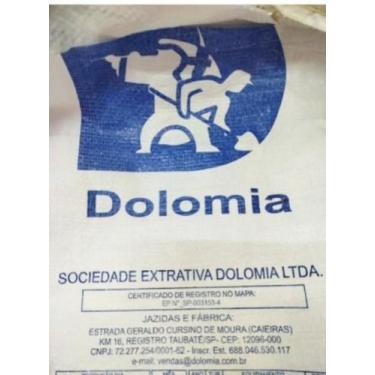 Dolomia
SOCIEDADE EXTRATIVA DOLOMIA LTDA.
CERTIFICADO DE REGISTRO NO MAPA:
EP Nº SP-003153-4
JAZIDAS E FÁBRICA:
ESTRADA GERALDO CURSINO DE MOURA (CAIEIRAS)
KM 16, REGISTRO TAUBATÉ/SP- CEP: 12096-000
CNPJ: 72.277.254/0001-52 - Inscr. Est. 688.046.530.117
e-mail: vendas@dolomia.com.br